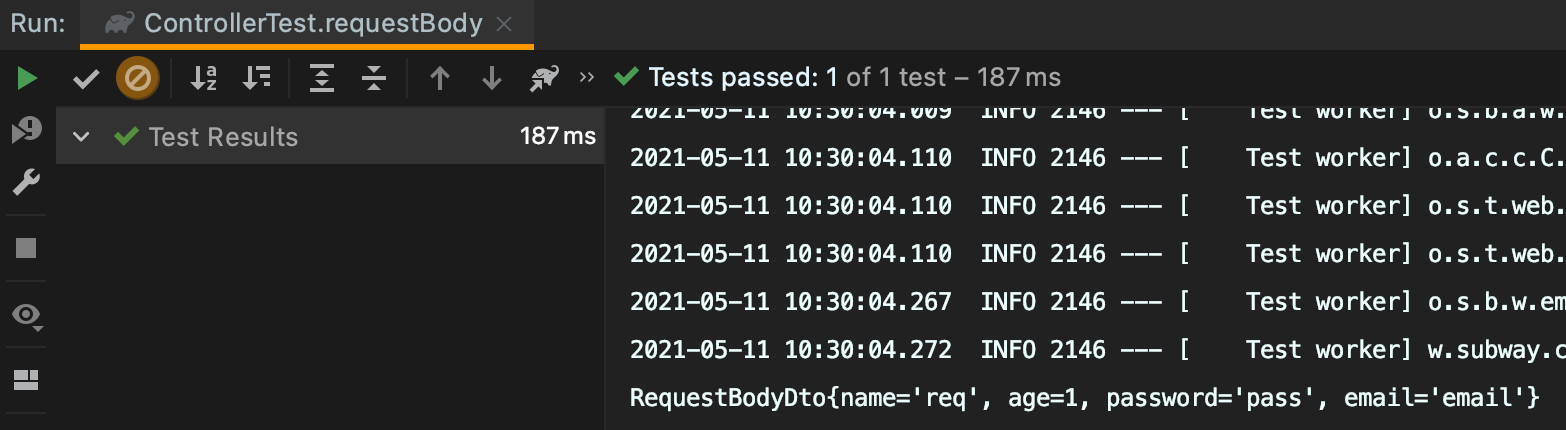 Run: ControllerTest.requestBody
Tests passed: 1 of 1 test – 187 ms
Test Results 187 ms
2021-05-11 10:30:04.009  INFO 2146 --- [    Test worker] o.s.b.a.w.
2021-05-11 10:30:04.110  INFO 2146 --- [    Test worker] o.a.c.c.C.
2021-05-11 10:30:04.110  INFO 2146 --- [    Test worker] o.s.t.web.
2021-05-11 10:30:04.110  INFO 2146 --- [    Test worker] o.s.t.web.
2021-05-11 10:30:04.267  INFO 2146 --- [    Test worker] o.s.b.w.em
2021-05-11 10:30:04.272  INFO 2146 --- [    Test worker] w.subway.c
RequestBodyDto{name='req', age=1, password='pass', email='email'}